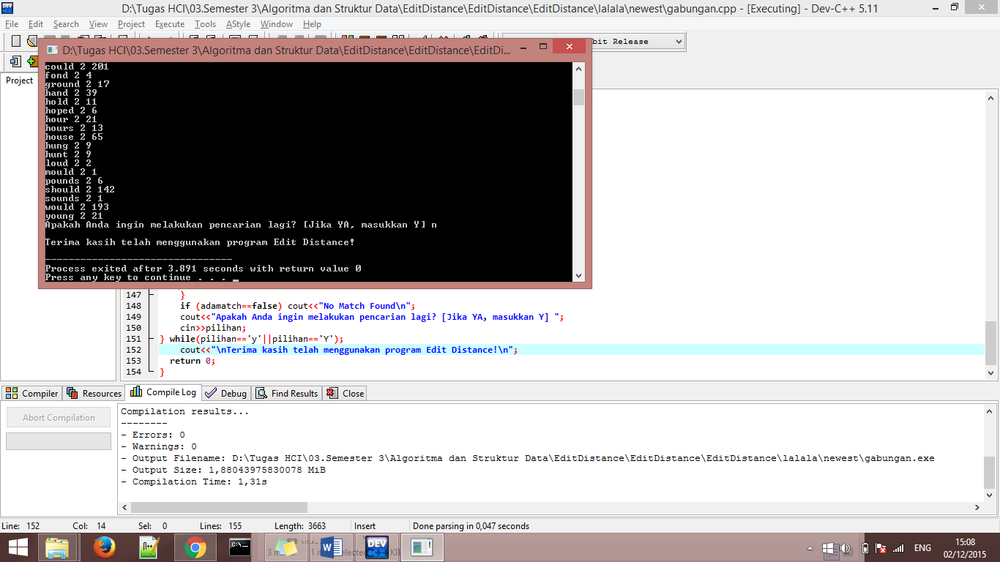 D:\Tugas HCI\03.Semester 3\Algoritma dan Struktur Data\EditDistance\EditDistance\EditDistance\lalala\newest\gabungan.cpp - [Executing] - Dev-C++ 5.11
File Edit Search View Project Execute Tools AStyle Window Help
bit Release
D:\Tugas HCI\03.Semester 3\Algoritma dan Struktur Data\EditDistance\EditDistance\EditDi...
Project
could 2 201
fond 2 4
ground 2 17
hand 2 39
hold 2 11
hoped 2 6
hour 2 21
hours 2 13
house 2 65
hung 2 9
hunt 2 9
loud 2 2
mould 2 1
pounds 2 6
should 2 142
sounds 2 1
would 2 193
young 2 21
Apakah Anda ingin melakukan pencarian lagi? [Jika YA, masukkan Y] n
Terima kasih telah menggunakan program Edit Distance!
--------------------------------
Process exited after 3.891 seconds with return value 0
Press any key to continue . . . _
147 }
148 if (adamatch==false) cout<<"No Match Found\n";
149 cout<<"Apakah Anda ingin melakukan pencarian lagi? [Jika YA, masukkan Y] ";
150 cin>>pilihan;
151 } while(pilihan=='y'||pilihan=='Y');
152 cout<<"\nTerima kasih telah menggunakan program Edit Distance!\n";
153 return 0;
154 }
Compiler Resources Compile Log Debug Find Results Close
Abort Compilation
Compilation results...
--------
- Errors: 0
- Warnings: 0
- Output Filename: D:\Tugas HCI\03.Semester 3\Algoritma dan Struktur Data\EditDistance\EditDistance\EditDistance\lalala\newest\gabungan.exe
- Output Size: 1,88043975830078 MiB
- Compilation Time: 1,31s
Line: 152 Col: 14 Sel: 0 Lines: 155 Length: 3663 Insert Done parsing in 0,047 seconds
ENG
15:08
02/12/2015